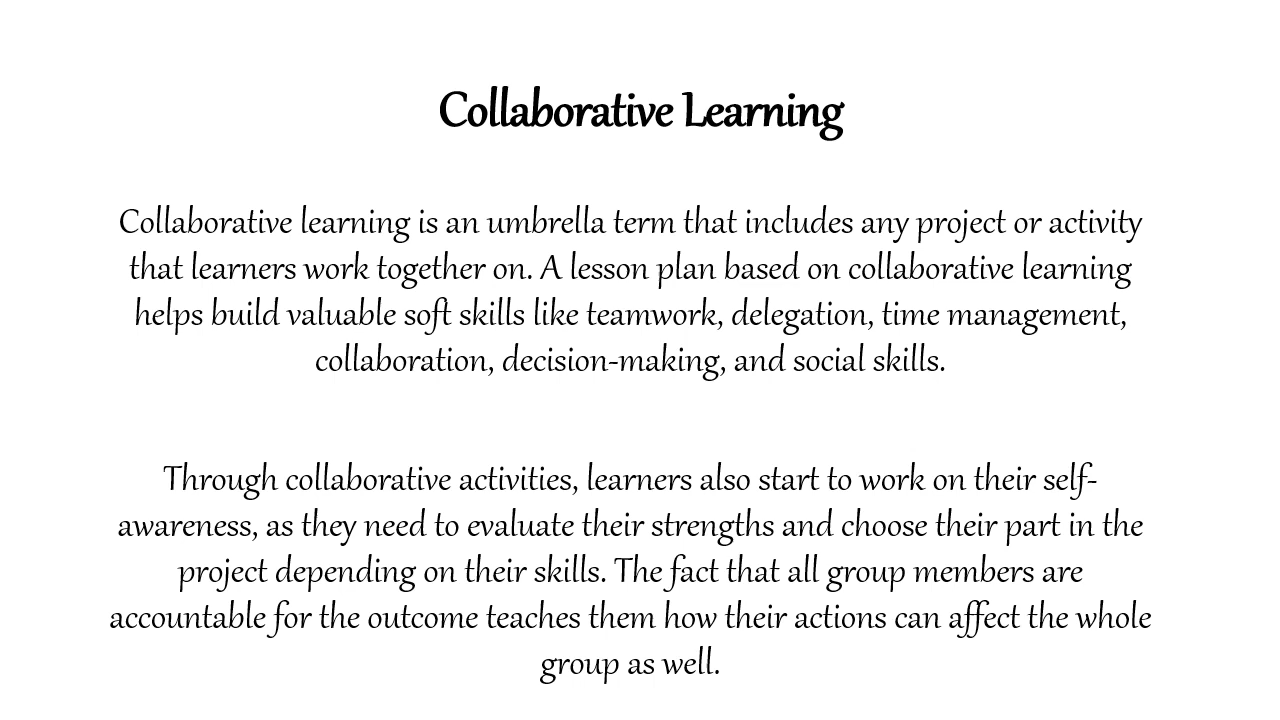 Collaborative Learning
Collaborative learning is an umbrella term that includes any project or activity
that learners work together on. A lesson plan based on collaborative learning
helps build valuable soft skills like teamwork, delegation, time management,
collaboration, decision-making, and social skills.
Through collaborative activities, learners also start to work on their self-
awareness, as they need to evaluate their strengths and choose their part in the
project depending on their skills. The fact that all group members are
accountable for the outcome teaches them how their actions can affect the whole
group as well.